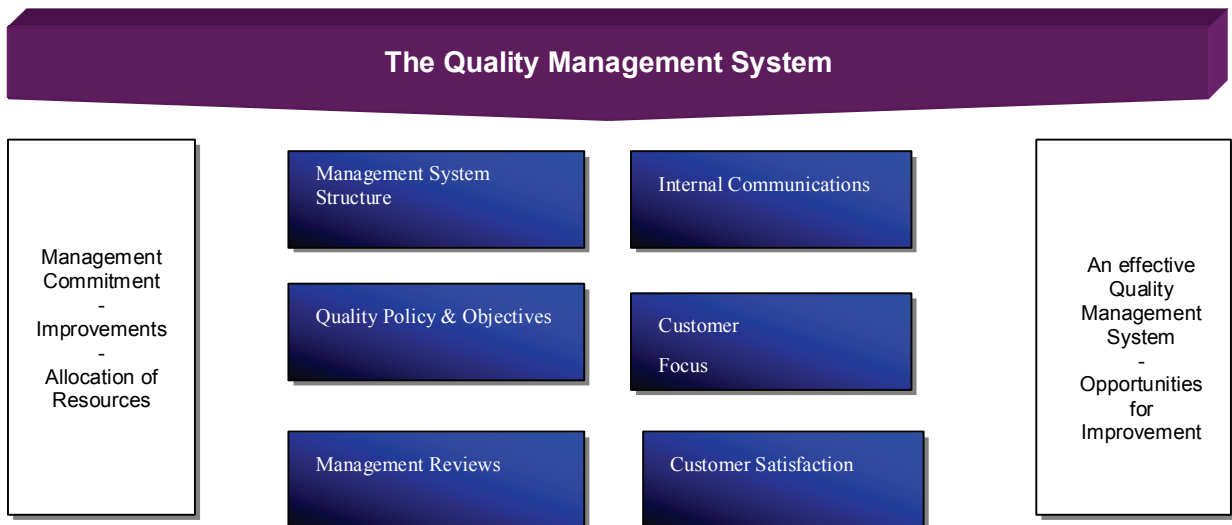 The Quality Management System
Management
Commitment
-
Improvements
-
Allocation of
Resources
Management System
Structure
Internal Communications
Quality Policy & Objectives
Customer
Focus
Management Reviews
Customer Satisfaction
An effective
Quality
Management
System
-
Opportunities
for
Improvement